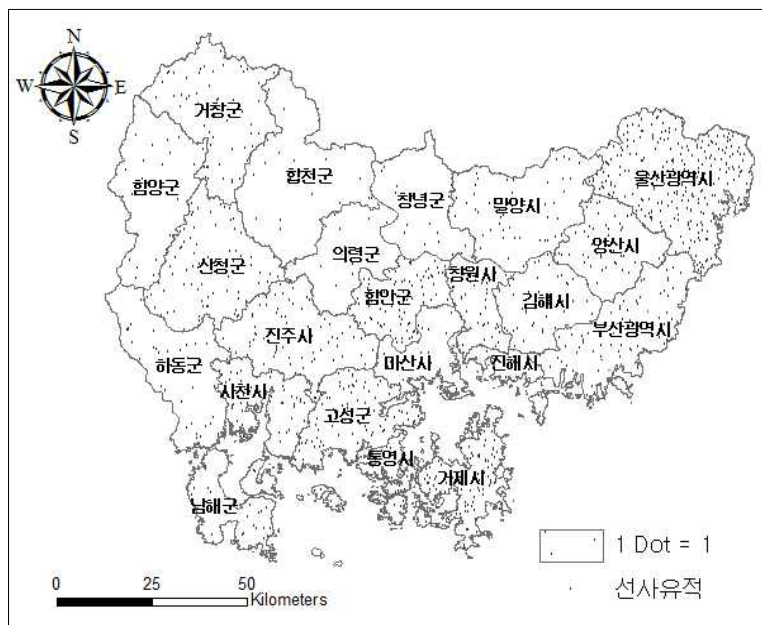 N
W E
S
거창군
함양군
합천군
창녕군
밀양시
울산광역시
산청군
의령군
양산시
함안군
창원시
김해시
부산광역시
진주시
하동군
사천시
마산시
진해시
고성군
통영시
거제시
남해군
1 Dot = 1
선사유적
0 25 50
Kilometers